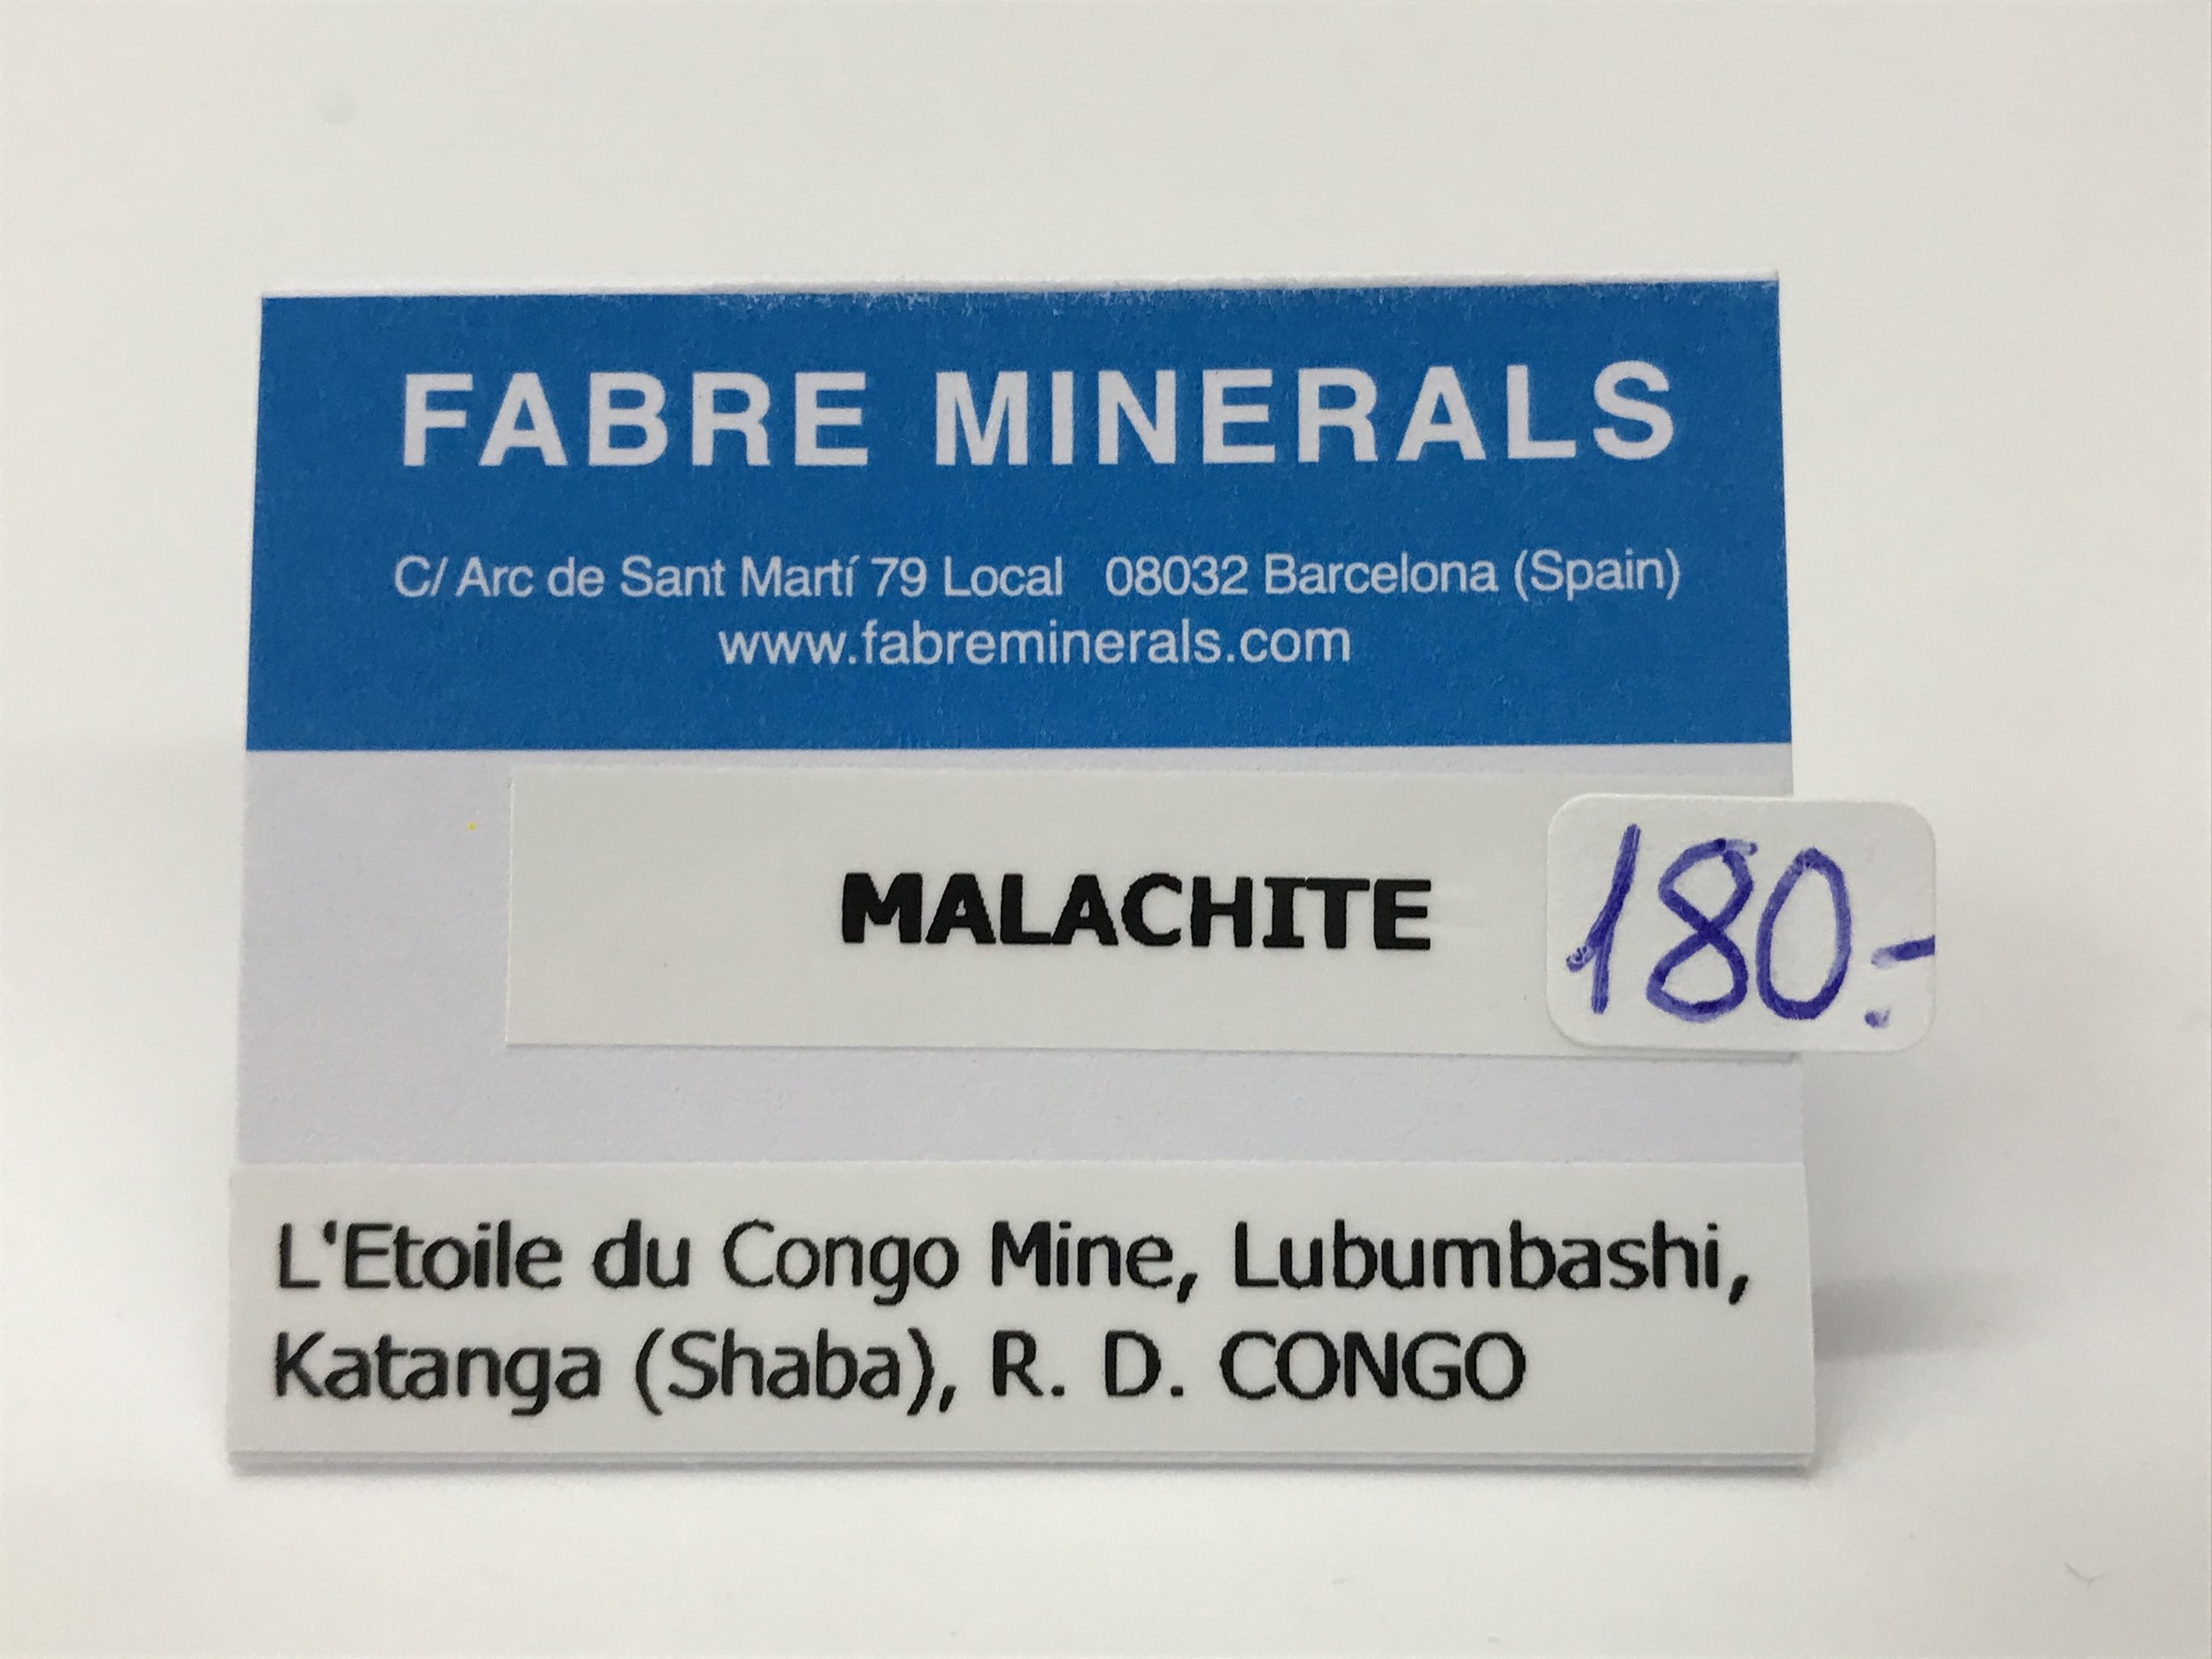 FABRE MINERALS
C/ Arc de Sant Martí 79 Local 08032 Barcelona (Spain)
www.fabreminerals.com
MALACHITE
180.-
L'Etoile du Congo Mine, Lubumbashi,
Katanga (Shaba), R. D. CONGO